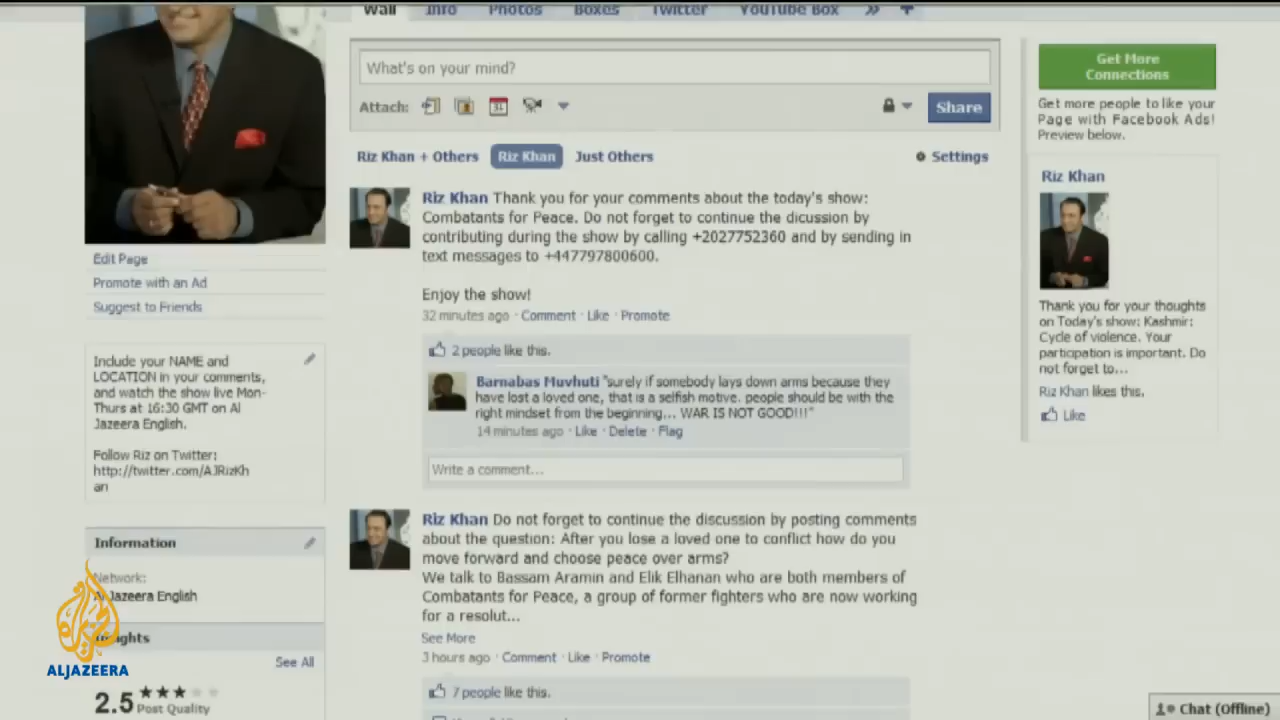 Wall Info Photos Boxes Twitter YouTube Box
What's on your mind?
Attach: 31
Share
Riz Khan + Others Riz Khan Just Others Settings
Riz Khan Thank you for your comments about the today's show:
Combatants for Peace. Do not forget to continue the dicussion by
contributing during the show by calling +2027752360 and by sending in
text messages to +447797800600.
Enjoy the show!
32 minutes ago · Comment · Like · Promote
2 people like this.
Barnabas Muvhuti "surely if somebody lays down arms because they
have lost a loved one, that is a selfish motive. people should be with the
right mindset from the beginning... WAR IS NOT GOOD!!!"
14 minutes ago · Like · Delete · Flag
Write a comment...
Riz Khan Do not forget to continue the discussion by posting comments
about the question: After you lose a loved one to conflict how do you
move forward and choose peace over arms?
We talk to Bassam Aramin and Elik Elhanan who are both members of
Combatants for Peace, a group of former fighters who are now working
for a resolut...
See More
3 hours ago · Comment · Like · Promote
7 people like this.
Edit Page
Promote with an Ad
Suggest to Friends
Include your NAME and
LOCATION in your comments,
and watch the show live Mon-
Thurs at 16:30 GMT on Al
Jazeera English.
Follow Riz on Twitter:
http://twitter.com/AJRizKh
an
Information
Network:
Al Jazeera English
See All
2.5 Post Quality
ALJAZEERA
Get More
Connections
Get more people to like your
Page with Facebook Ads!
Preview below.
Riz Khan
Thank you for your thoughts
on Today's show: Kashmir:
Cycle of violence. Your
participation is important. Do
not forget to...
Riz Khan likes this.
Like
Chat (Offline)